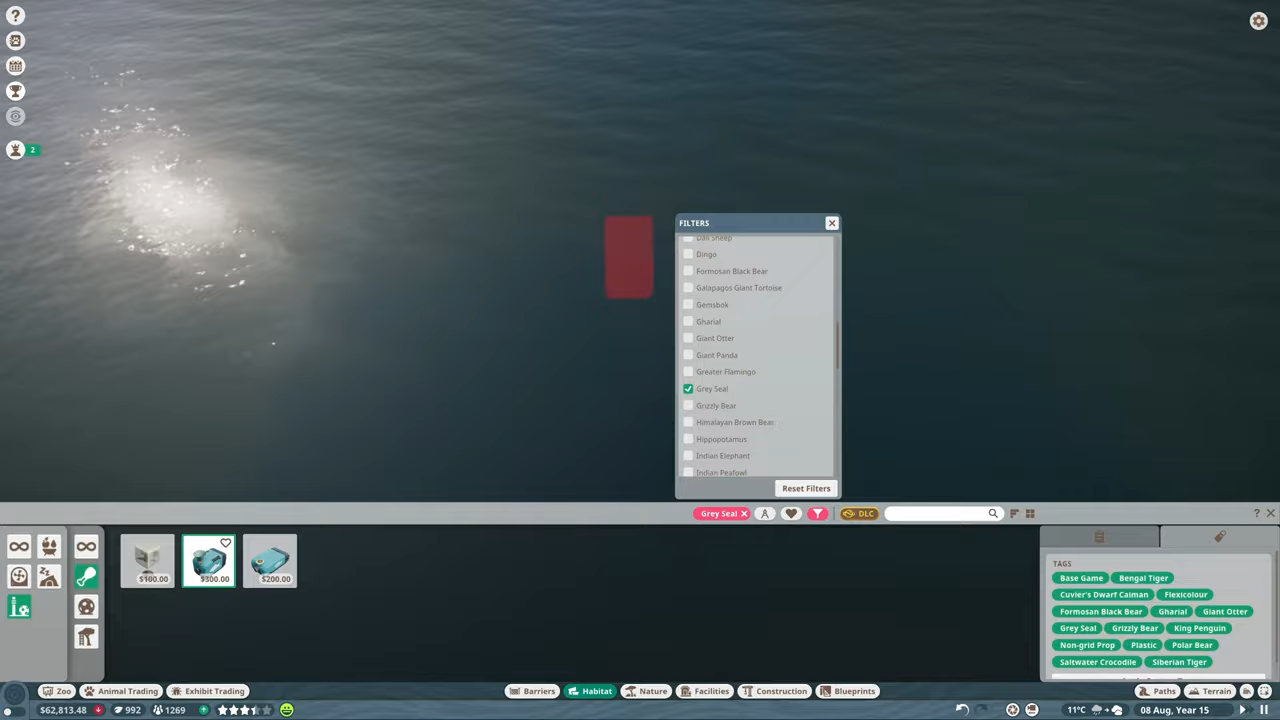 ?
2
FILTERS
Dall Sheep
Dingo
Formosan Black Bear
Galapagos Giant Tortoise
Gemsbok
Gharial
Giant Otter
Giant Panda
Greater Flamingo
Grey Seal
Grizzly Bear
Himalayan Brown Bear
Hippopotamus
Indian Elephant
Indian Peafowl
Reset Filters
Grey Seal
DLC
?
$100.00
$300.00
$200.00
TAGS
Base Game Bengal Tiger
Cuvier's Dwarf Caiman Flexicolour
Formosan Black Bear Gharial Giant Otter
Grey Seal Grizzly Bear King Penguin
Non-grid Prop Plastic Polar Bear
Saltwater Crocodile Siberian Tiger
Zoo Animal Trading Exhibit Trading Barriers Habitat Nature Facilities Construction Blueprints Paths Terrain
$62,813.48 992 1269 11°C 08 Aug, Year 15